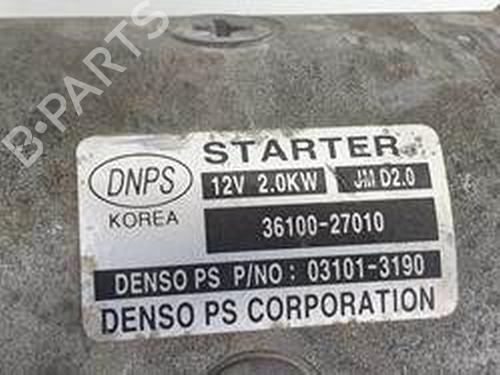 B-PARTS
STARTER
DNPS
12V 2.0KW JM D2.0
KOREA
36100-27010
DENSO PS P/NO: 03101-3190
DENSO PS CORPORATION